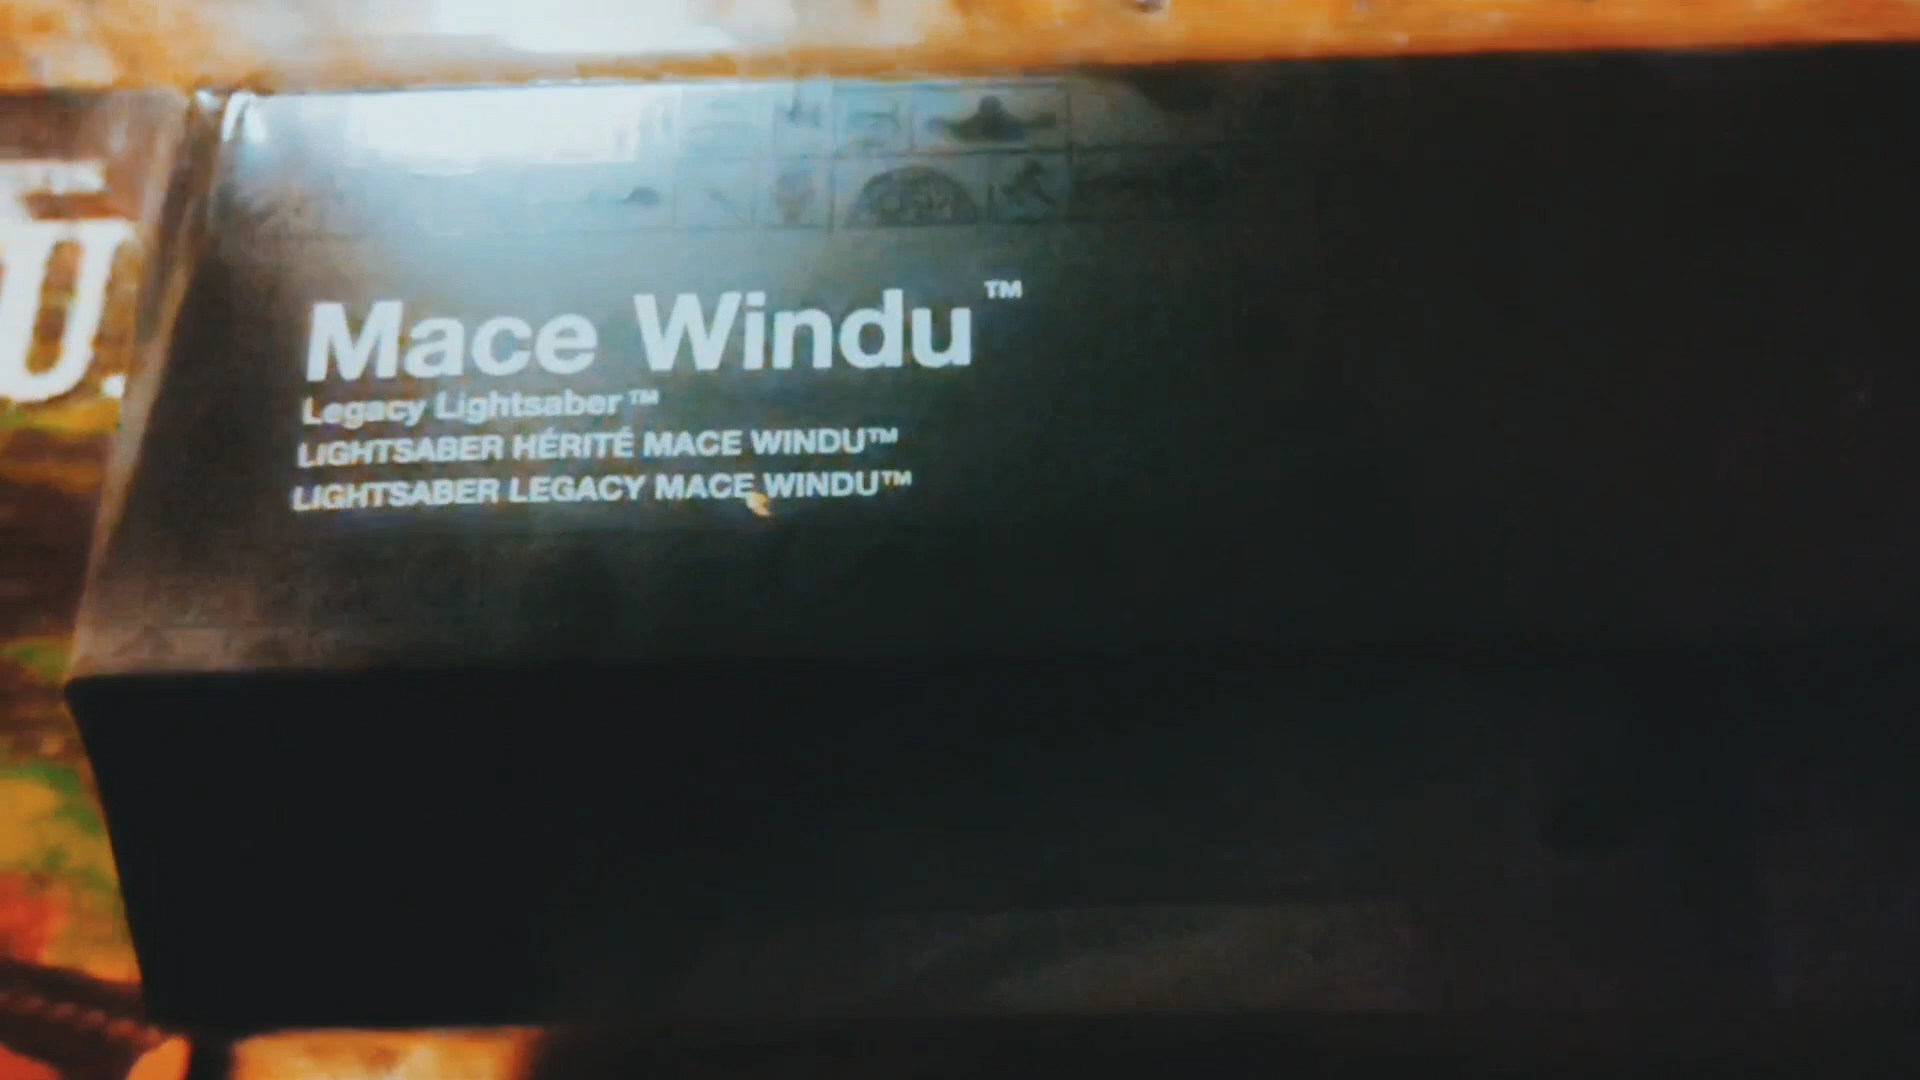 Mace Windu™
Legacy Lightsaber™
LIGHTSABER HÉRITÉ MACE WINDU™
LIGHTSABER LEGACY MACE WINDU™
U.